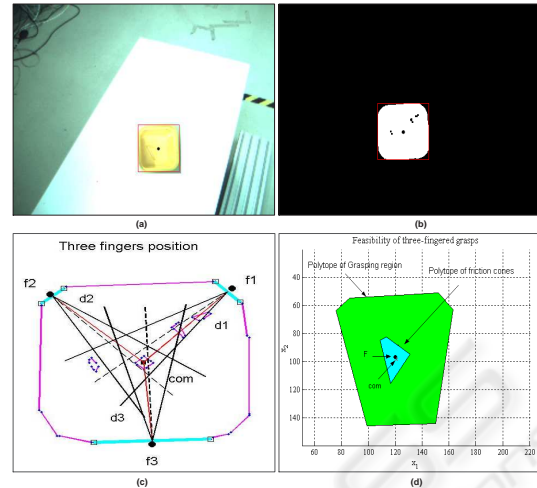 (a)
(b)
Three fingers position
f2
f1
d2
d1
com
d3
f3
(c)
Feasibility of three-fingered grasps
Polytope of Grasping region
Polytope of friction cones
40
60
80
100
120
140
x2
F
com
60
80
100
120
140
160
180
200
220
x1
(d)